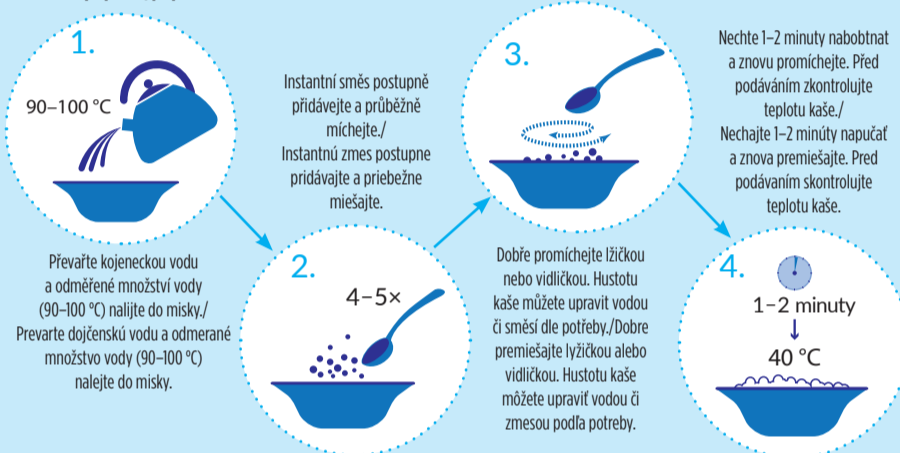 1.
90–100 °C
Převařte kojeneckou vodu
a odměřené množství vody
(90–100 °C) nalijte do misky./
Prevarte dojčenskú vodu a odmerané
množstvo vody (90–100 °C)
nalejte do misky.
Instantní směs postupně
přidávejte a průběžně
míchejte./
Instantnú zmes postupne
pridávajte a priebežne
miešajte.
2.
4–5×
3.
Dobře promíchejte lžičkou
nebo vidličkou. Hustotu
kaše můžete upravit vodou
či směsí dle potřeby./Dobre
premiešajte lyžičkou alebo
vidličkou. Hustotu kaše
môžete upraviť vodou či
zmesou podľa potreby.
Nechte 1–2 minuty nabobtnat
a znovu promíchejte. Před
podáváním zkontrolujte
teplotu kaše./
Nechajte 1–2 minúty napučať
a znova premiešajte. Pred
podávaním skontrolujte
teplotu kaše.
4.
1–2 minuty
40 °C